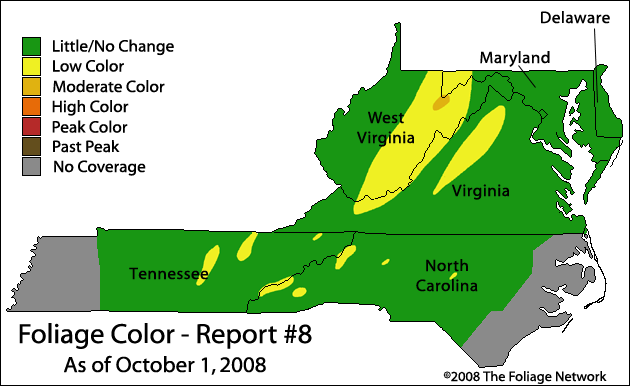 Delaware
Maryland
Little/No Change
Low Color
Moderate Color
High Color
Peak Color
Past Peak
No Coverage
West
Virginia
Virginia
Tennessee
North
Carolina
Foliage Color - Report #8
As of October 1, 2008
©2008 The Foliage Network